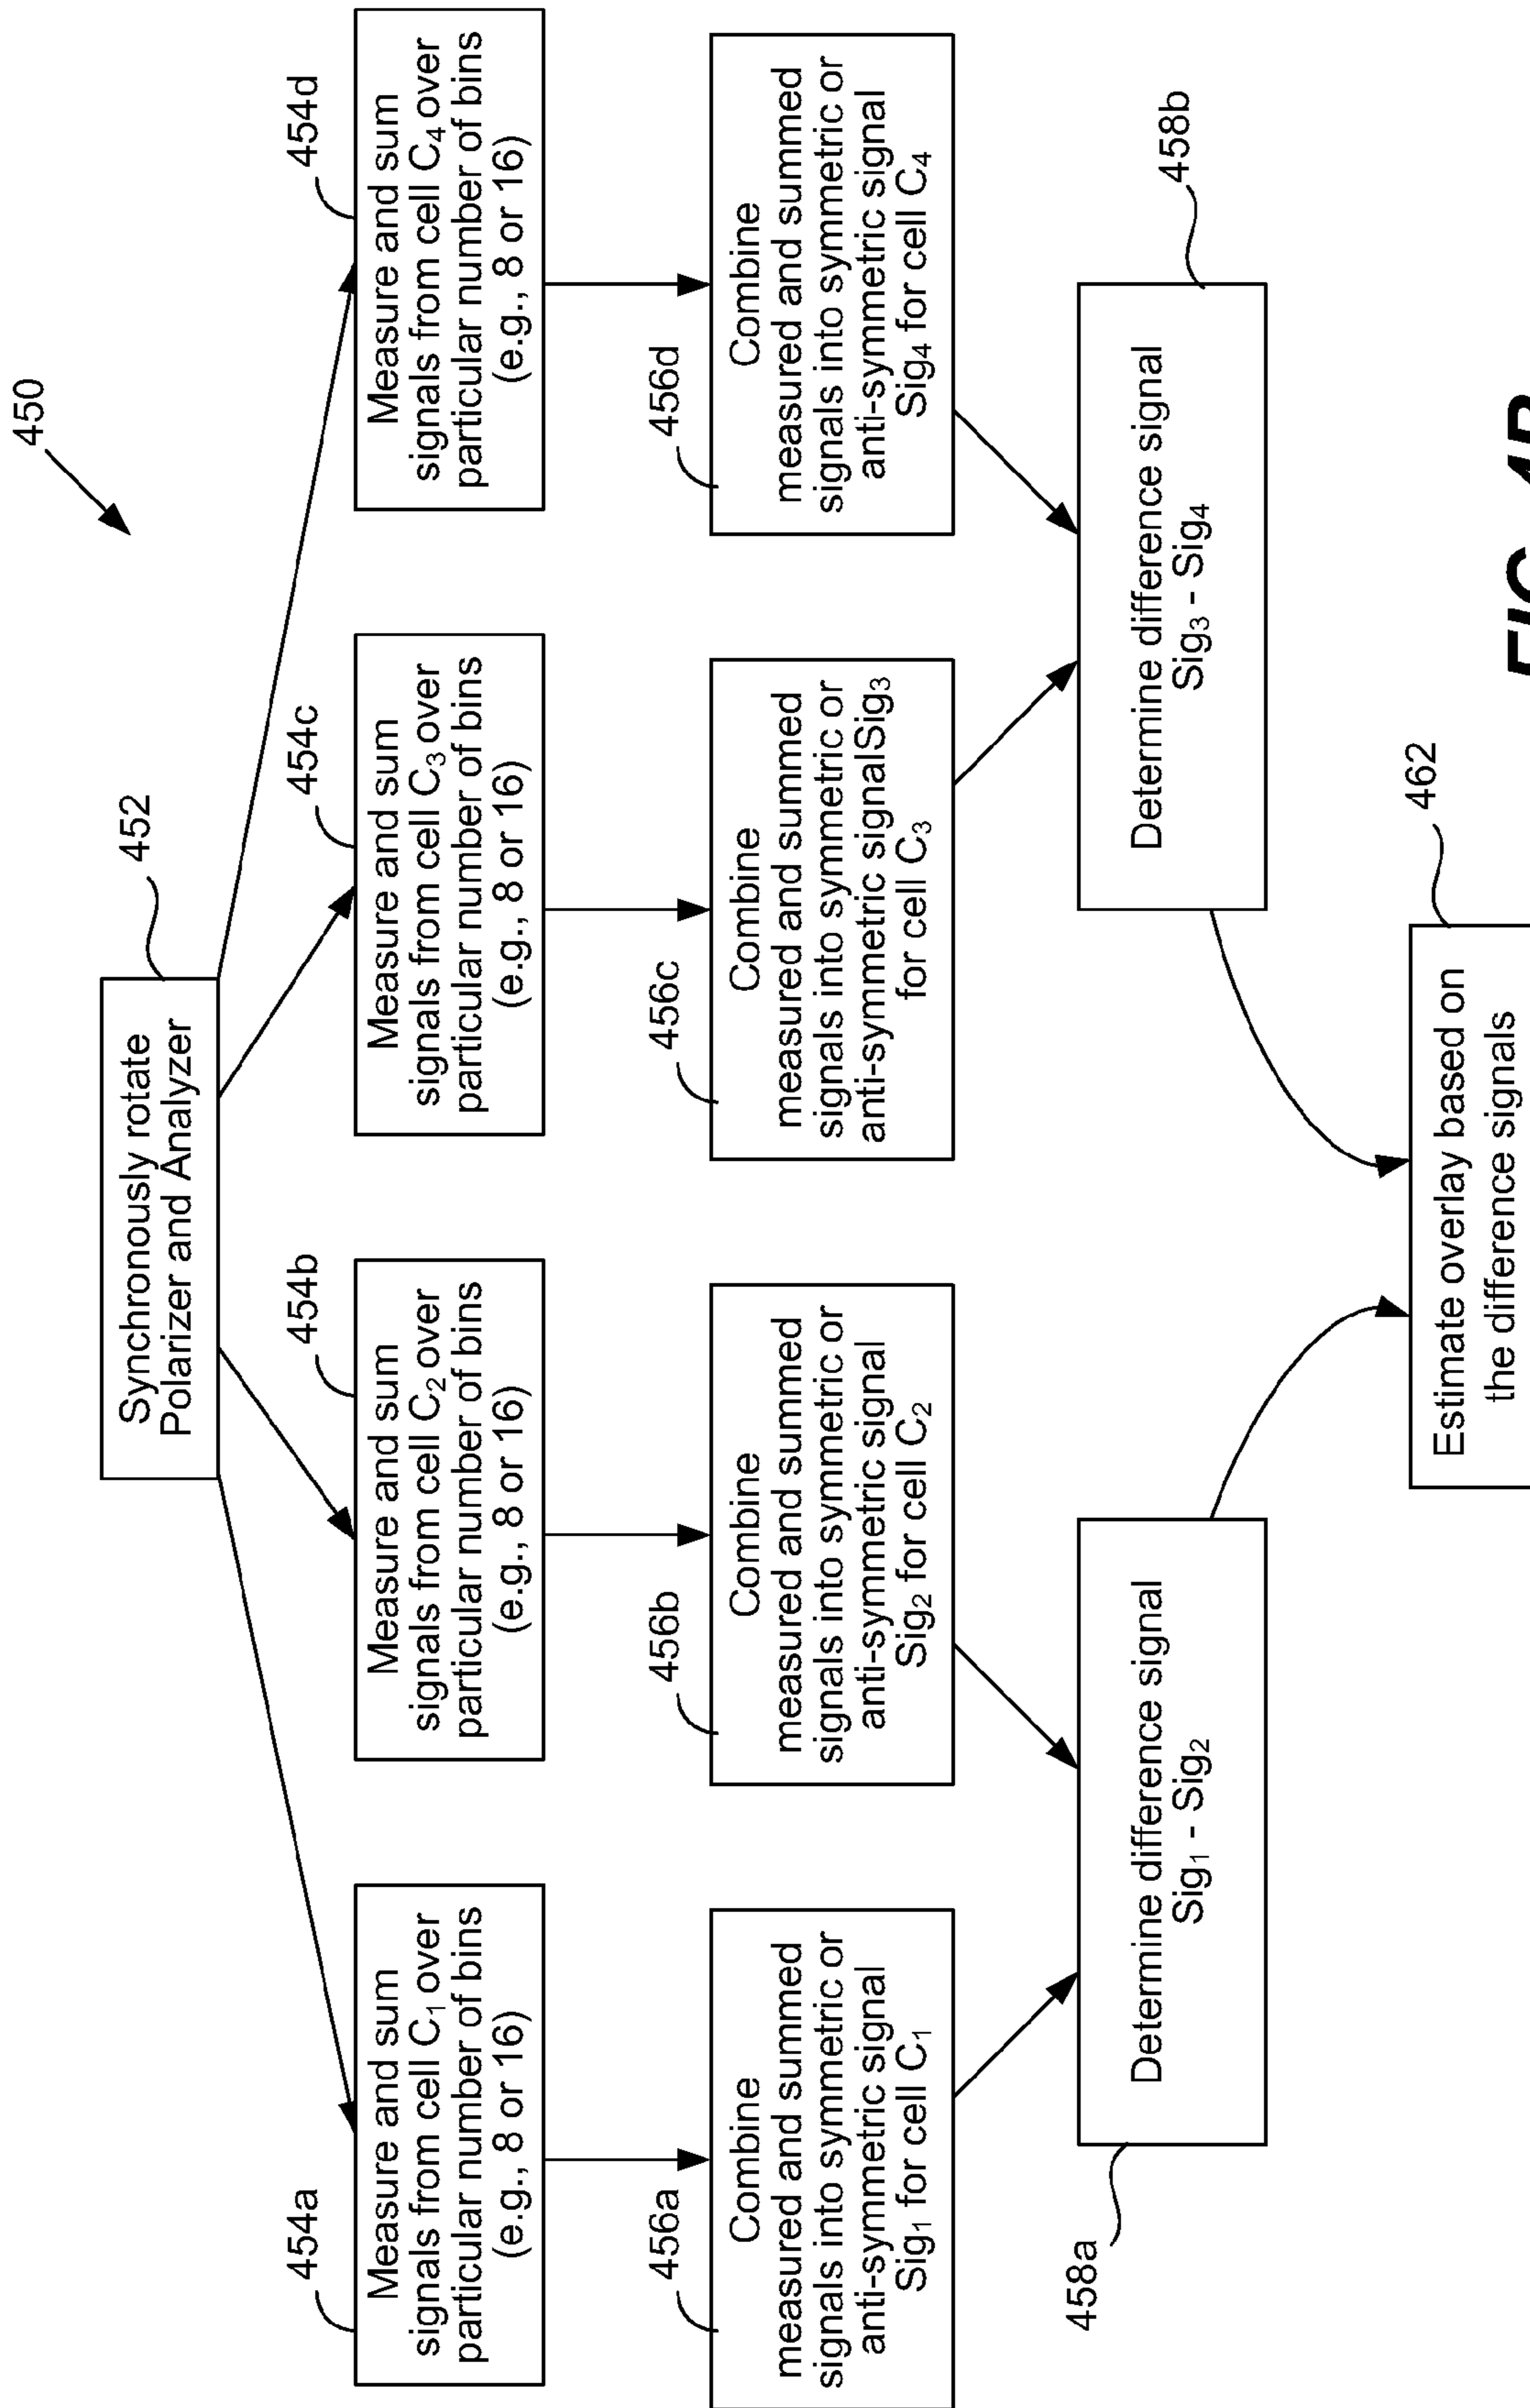 450
Synchronously rotate
Polarizer and Analyzer
452
454a
Measure and sum
signals from cell C₁ over
particular number of bins
(e.g., 8 or 16)
454b
Measure and sum
signals from cell C₂ over
particular number of bins
(e.g., 8 or 16)
454c
Measure and sum
signals from cell C₃ over
particular number of bins
(e.g., 8 or 16)
454d
Measure and sum
signals from cell C₄ over
particular number of bins
(e.g., 8 or 16)
456a
Combine
measured and summed
signals into symmetric or
anti-symmetric signal
Sig₁ for cell C₁
456b
Combine
measured and summed
signals into symmetric or
anti-symmetric signal
Sig₂ for cell C₂
456c
Combine
measured and summed
signals into symmetric or
anti-symmetric signalSig₃
for cell C₃
456d
Combine
measured and summed
signals into symmetric or
anti-symmetric signal
Sig₄ for cell C₄
458a
Determine difference signal
Sig₁ - Sig₂
458b
Determine difference signal
Sig₃ - Sig₄
462
Estimate overlay based on
the difference signals
FIG. 4B